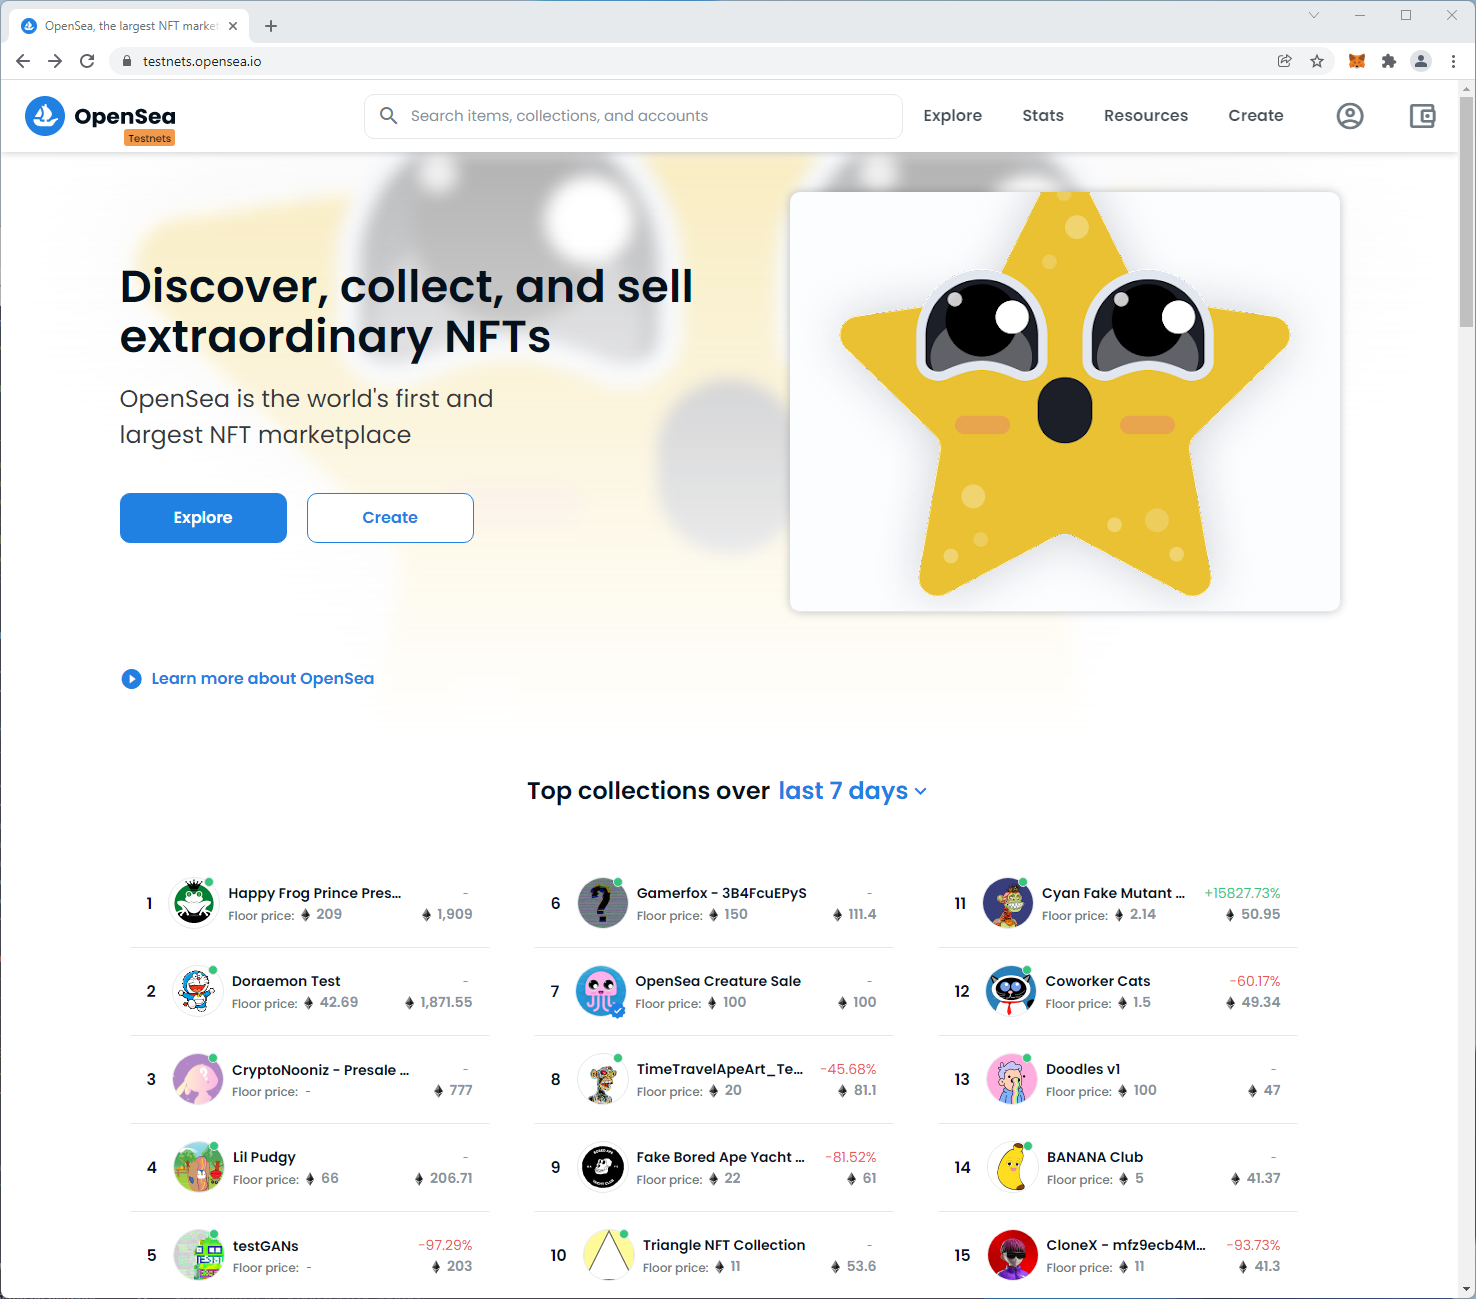 OpenSea, the largest NFT market
testnets.opensea.io
OpenSea
Testnets
Search items, collections, and accounts
Explore
Stats
Resources
Create
Discover, collect, and sell
extraordinary NFTs
OpenSea is the world's first and
largest NFT marketplace
Explore
Create
Learn more about OpenSea
Top collections over last 7 days
1
Happy Frog Prince Pres... -
Floor price: 209 1,909
2
Doraemon Test -
Floor price: 42.69 1,871.55
3
CryptoNooniz - Presale ... -
Floor price: - 777
4
Lil Pudgy -
Floor price: 66 206.71
5
testGANs -97.29%
Floor price: - 203
6
Gamerfox - 3B4FcuEPyS -
Floor price: 150 111.4
7
OpenSea Creature Sale -
Floor price: 100 100
8
TimeTravelApeArt_Te... -45.68%
Floor price: 20 81.1
9
Fake Bored Ape Yacht ... -81.52%
Floor price: 22 61
10
Triangle NFT Collection -
Floor price: 11 53.6
11
Cyan Fake Mutant ... +15827.73%
Floor price: 2.14 50.95
12
Coworker Cats -60.17%
Floor price: 1.5 49.34
13
Doodles v1 -
Floor price: 100 47
14
BANANA Club -
Floor price: 5 41.37
15
CloneX - mfz9ecb4M... -93.73%
Floor price: 11 41.3